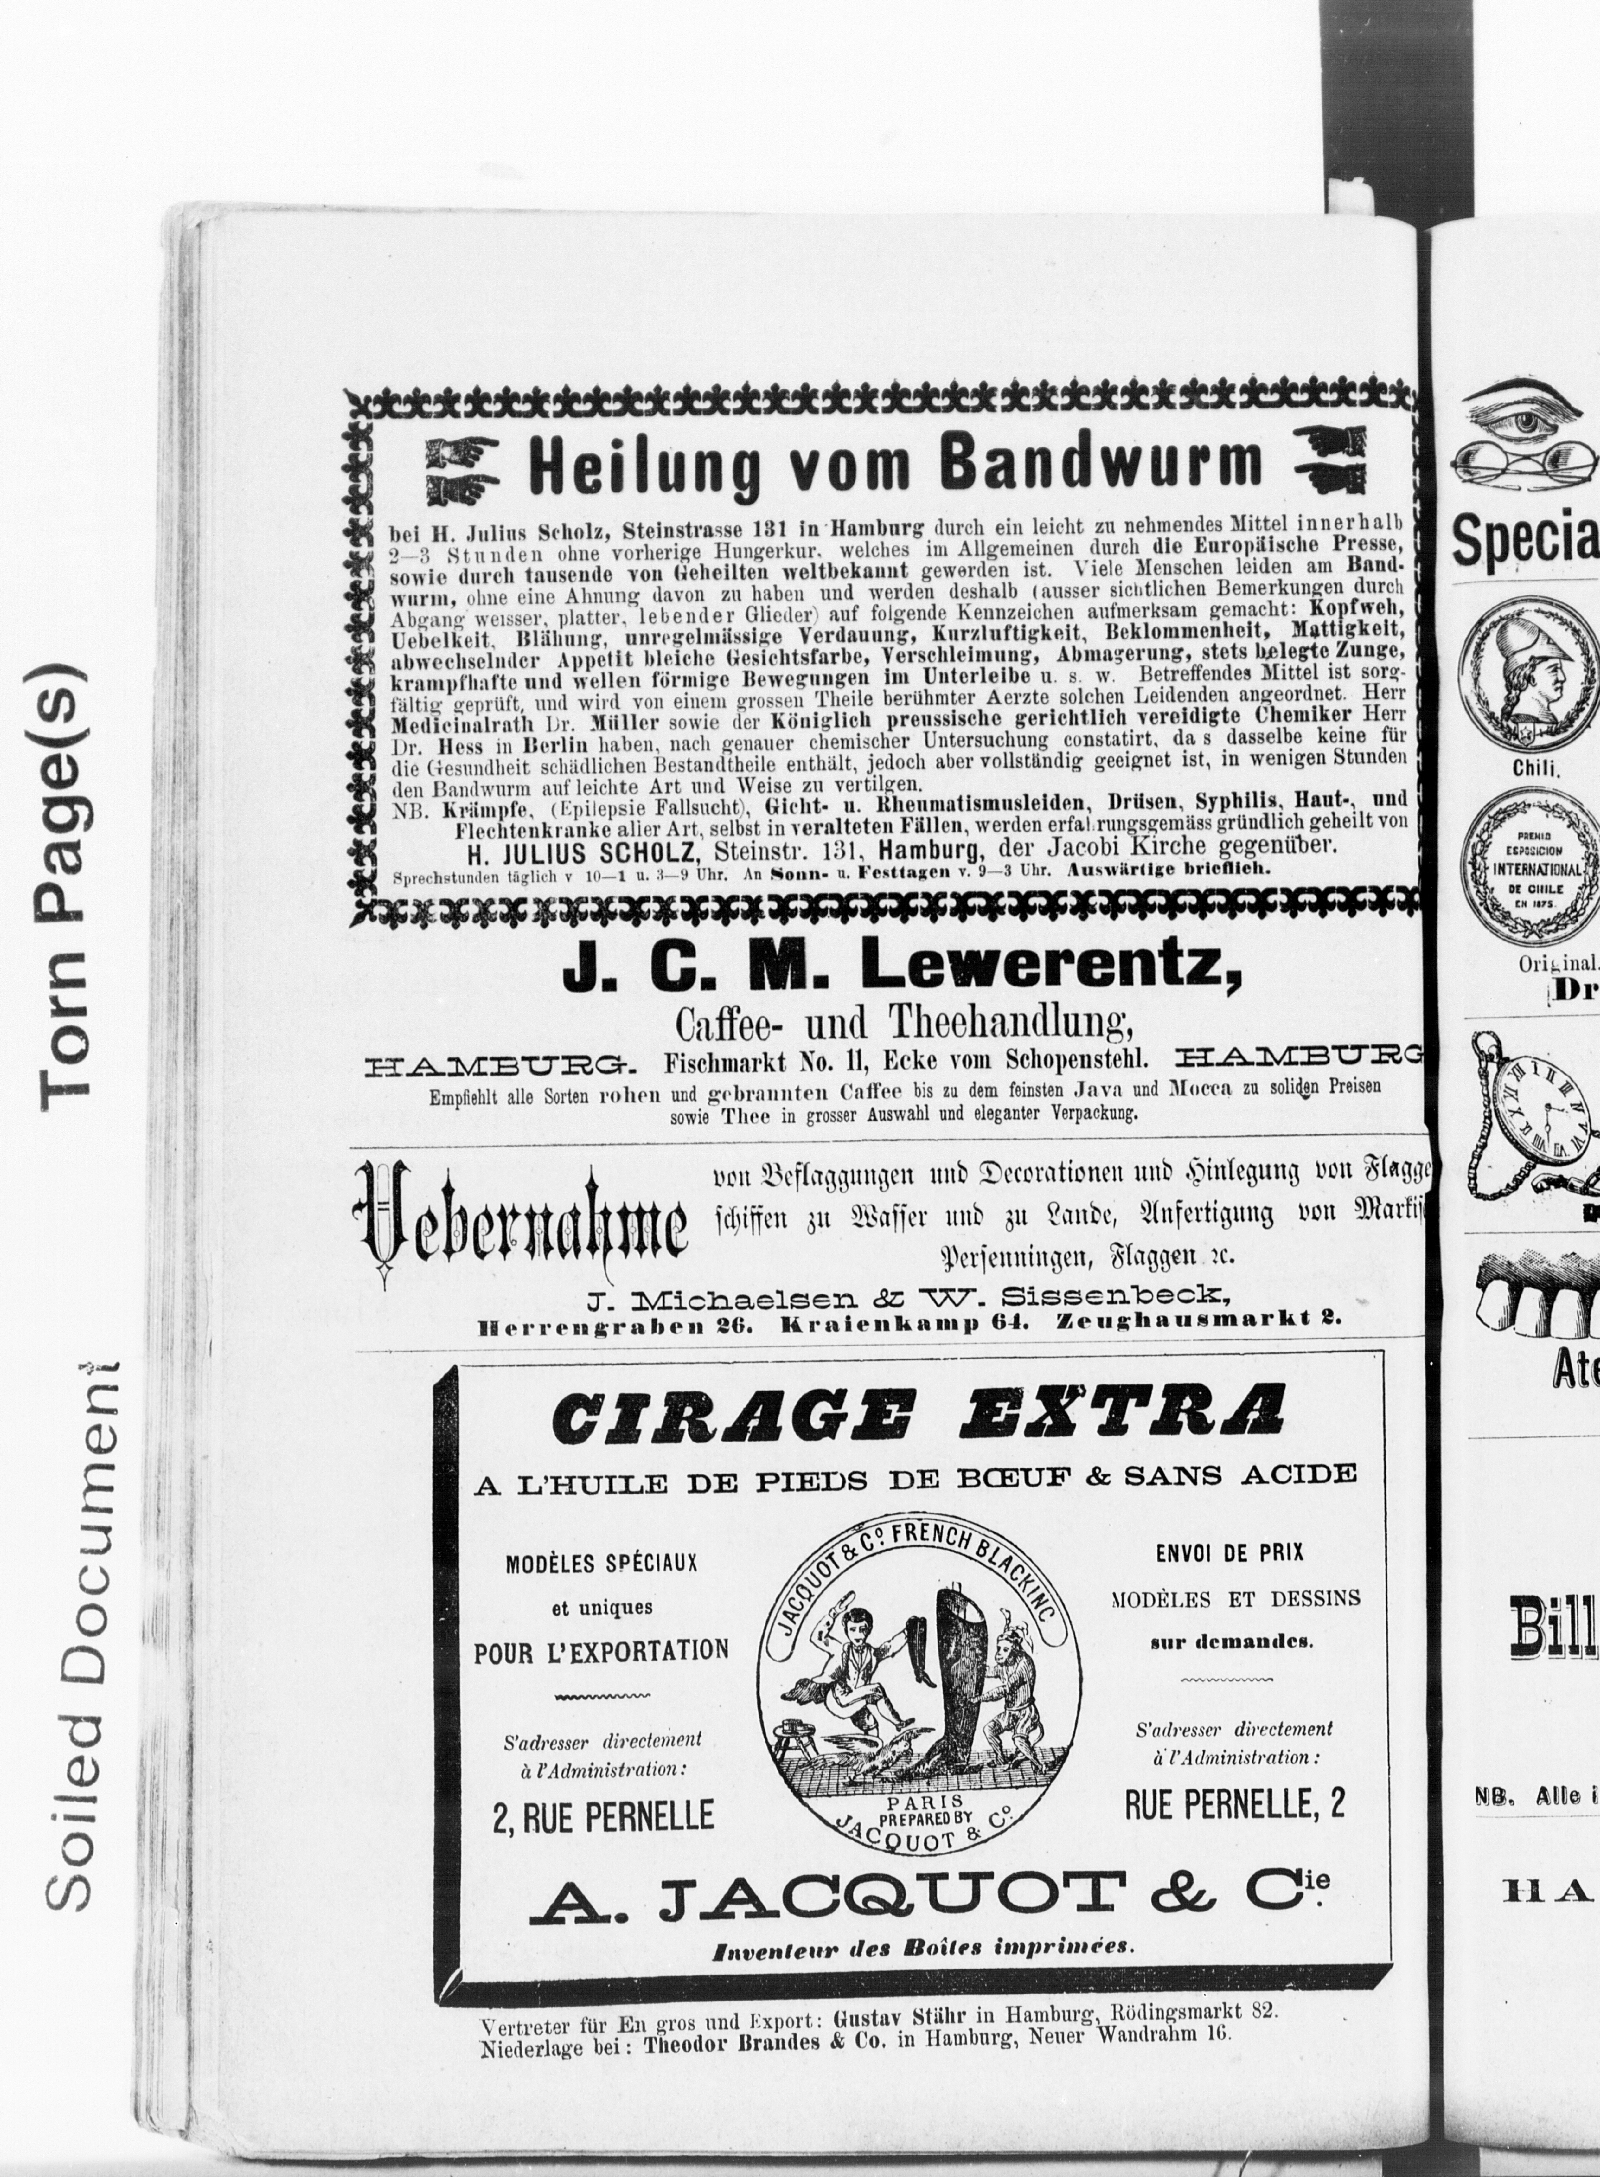 Torn Page(s)
Soiled Document
Heilung vom Bandwurm
bei H. Julius Scholz, Steinstrasse 131 in Hamburg durch ein leicht zu nehmendes Mittel innerhalb
2—3 Stunden ohne vorherige Hungerkur, welches im Allgemeinen durch die Europäische Presse,
sowie durch tausende von Geheilten weltbekannt geworden ist. Viele Menschen leiden am Band-
wurm, ohne eine Ahnung davon zu haben und werden deshalb (ausser sichtlichen Bemerkungen durch
Abgang weisser, platter, lebender Glieder) auf folgende Kennzeichen aufmerksam gemacht: Kopfweh,
Uebelkeit, Blähung, unregelmässige Verdauung, Kurzluftigkeit, Beklommenheit, Mattigkeit,
abwechselnder Appetit bleiche Gesichtsfarbe, Verschleimung, Abmagerung, stets belegte Zunge,
krampfhafte und wellen förmige Bewegungen im Unterleibe u. s. w. Betreffendes Mittel ist sorg-
fältig geprüft, und wird von einem grossen Theile berühmter Aerzte solchen Leidenden angeordnet. Herr
Medicinalrath Dr. Müller sowie der Königlich preussische gerichtlich vereidigte Chemiker Herr
Dr. Hess in Berlin haben, nach genauer chemischer Untersuchung constatirt, da s dasselbe keine für
die Gesundheit schädlichen Bestandtheile enthält, jedoch aber vollständig geeignet ist, in wenigen Stunden
den Bandwurm auf leichte Art und Weise zu vertilgen.
NB. Krämpfe, (Epilepsie Fallsucht), Gicht- u. Rheumatismusleiden, Drüsen, Syphilis, Haut-, und
Flechtenkranke aller Art, selbst in veralteten Fällen, werden erfahrungsgemäss gründlich geheilt von
H. JULIUS SCHOLZ, Steinstr. 131, Hamburg, der Jacobi Kirche gegenüber.
Sprechstunden täglich v 10—1 u. 3—9 Uhr. An Sonn- u. Festtagen v. 9—3 Uhr. Auswärtige brieflich.
J. C. M. Lewerentz,
Caffee- und Theehandlung,
HAMBURG. Fischmarkt No. 11, Ecke vom Schopenstehl. HAMBURG
Empfiehlt alle Sorten rohen und gebrannten Caffee bis zu dem feinsten Java und Mocca zu soliden Preisen
sowie Thee in grosser Auswahl und eleganter Verpackung.
Uebernahme von Beflaggungen und Decorationen und Hinlegung von Flagge
schiffen zu Wasser und zu Lande, Anfertigung von Markis
Persenningen, Flaggen ꝛc.
J. Michaelsen & W. Sissenbeck,
Herrengraben 26. Kraienkamp 64. Zeughausmarkt 2.
CIRAGE EXTRA
A L'HUILE DE PIEDS DE BŒUF & SANS ACIDE
MODÈLES SPÉCIAUX
et uniques
POUR L'EXPORTATION
S'adresser directement
à l'Administration:
2, RUE PERNELLE
JACQUOT & Cº FRENCH BLACKING
PARIS
PREPARED BY
JACQUOT & Cº
ENVOI DE PRIX
MODÈLES ET DESSINS
sur demandes.
S'adresser directement
à l'Administration:
RUE PERNELLE, 2
A. JACQUOT & Cie.
Inventeur des Boîtes imprimées.
Vertreter für En gros und Export: Gustav Stähr in Hamburg, Rödingsmarkt 82.
Niederlage bei: Theodor Brandes & Co. in Hamburg, Neuer Wandrahm 16.
Specia
Chili.
PREMIO
ESPOSICION
INTERNATIONAL
DE CHILE
EN 1875.
Original.
Dr
Ate
Bill
NB. Alle i
HA